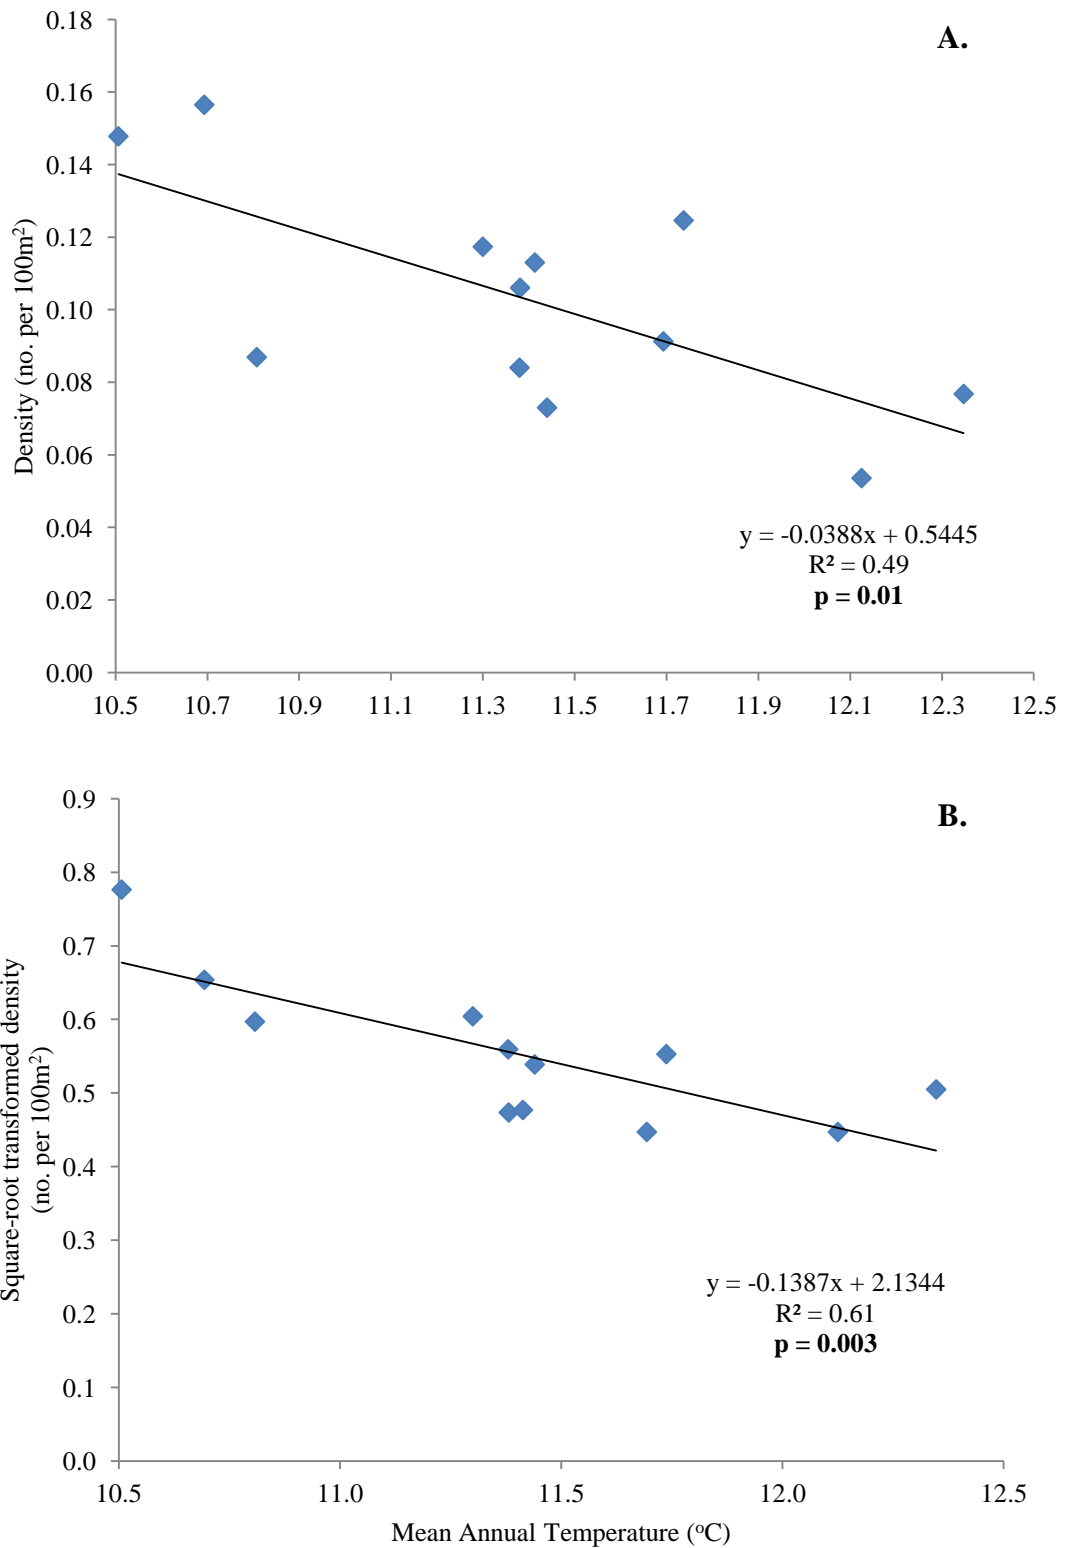 A.
Density (no. per 100m²)
0.18
0.16
0.14
0.12
0.10
0.08
0.06
0.04
0.02
0.00
y = -0.0388x + 0.5445
R² = 0.49
p = 0.01
10.5 10.7 10.9 11.1 11.3 11.5 11.7 11.9 12.1 12.3 12.5
B.
Square-root transformed density
(no. per 100m²)
0.9
0.8
0.7
0.6
0.5
0.4
0.3
0.2
0.1
0.0
y = -0.1387x + 2.1344
R² = 0.61
p = 0.003
10.5 11.0 11.5 12.0 12.5
Mean Annual Temperature (ºC)